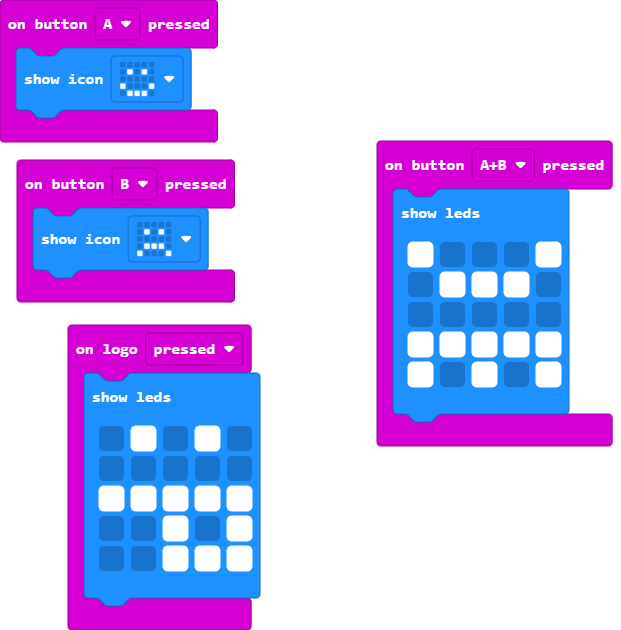 on button A pressed
show icon
on button B pressed
show icon
on logo pressed
show leds
on button A+B pressed
show leds